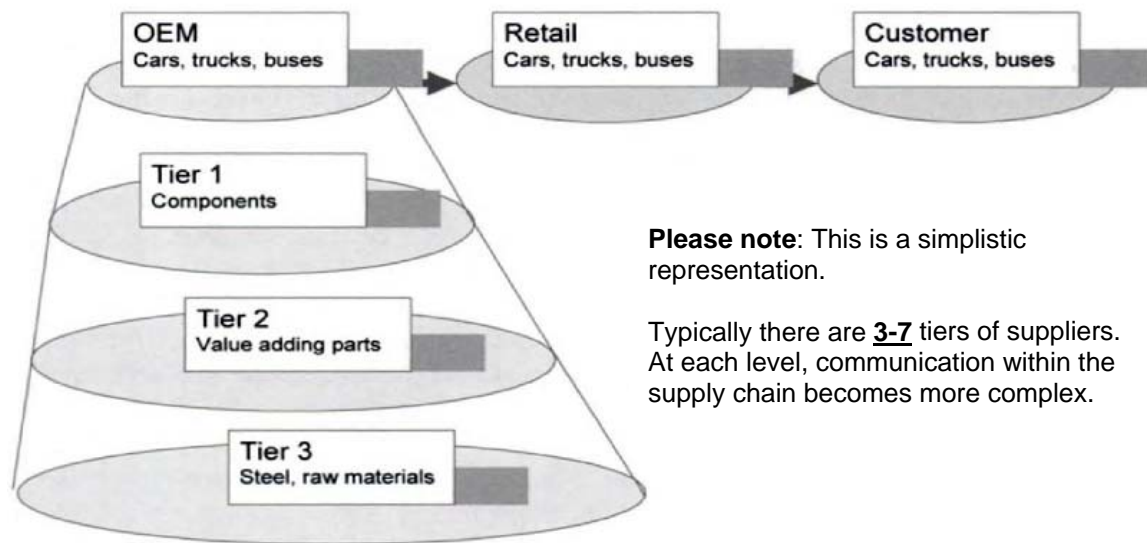 OEM
Cars, trucks, buses
Retail
Cars, trucks, buses
Customer
Cars, trucks, buses
Tier 1
Components
Tier 2
Value adding parts
Tier 3
Steel, raw materials
Please note: This is a simplistic
representation.
Typically there are 3-7 tiers of suppliers.
At each level, communication within the
supply chain becomes more complex.